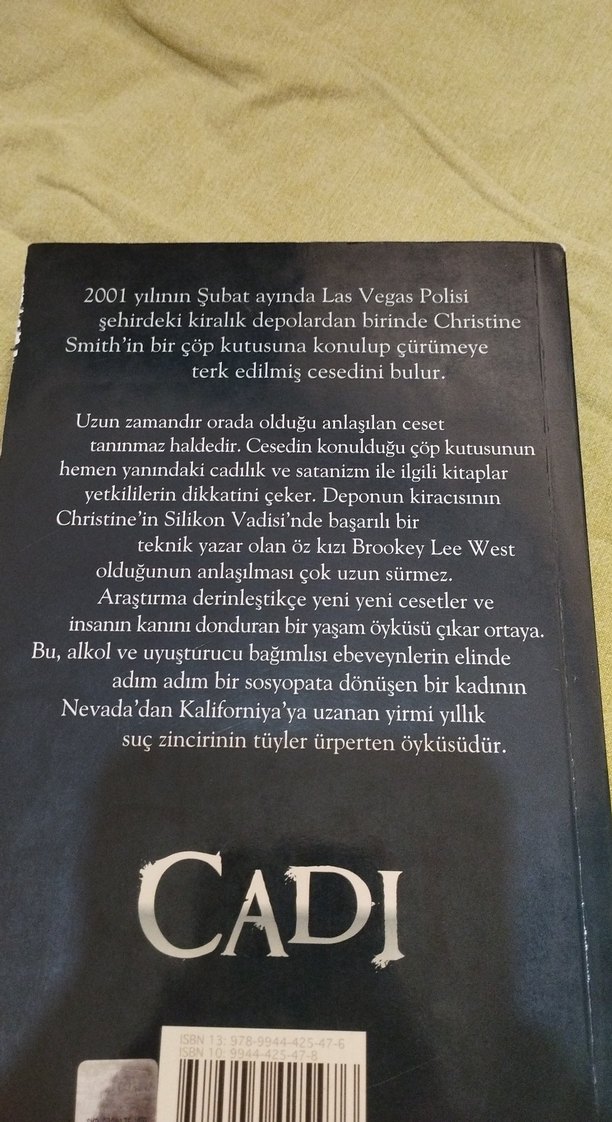 2001 yılının Şubat ayında Las Vegas Polisi
şehirdeki kiralık depolardan birinde Christine
Smith'in bir çöp kutusuna konulup çürümeye
terk edilmiş cesedini bulur.
Uzun zamandır orada olduğu anlaşılan ceset
tanınmaz haldedir. Cesedin konulduğu çöp kutusunun
hemen yanındaki cadılık ve satanizm ile ilgili kitaplar
yetkililerin dikkatini çeker. Deponun kiracısının
Christine'in Silikon Vadisi'nde başarılı bir
teknik yazar olan öz kızı Brookey Lee West
olduğunun anlaşılması çok uzun sürmez.
Araştırma derinleştikçe yeni yeni cesetler ve
insanın kanını donduran bir yaşam öyküsü çıkar ortaya.
Bu, alkol ve uyuşturucu bağımlısı ebeveynlerin elinde
adım adım bir sosyopata dönüşen bir kadının
Nevada'dan Kaliforniya'ya uzanan yirmi yıllık
suç zincirinin tüyler ürperten öyküsüdür.
CADI
ISBN 13: 978-9944-425-47-6
ISBN 10: 9944-425-47-8